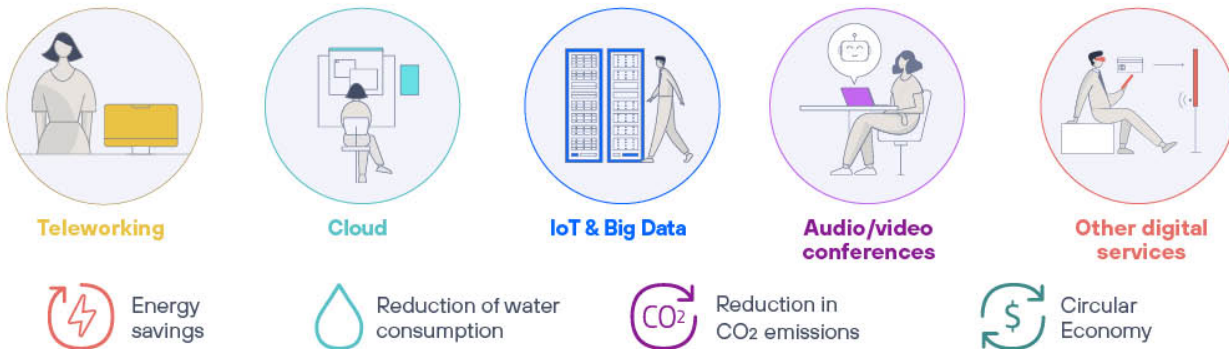 Teleworking
Cloud
IoT & Big Data
Audio/video
conferences
Other digital
services
Energy
savings
Reduction of water
consumption
CO²
Reduction in
CO2 emissions
$
Circular
Economy